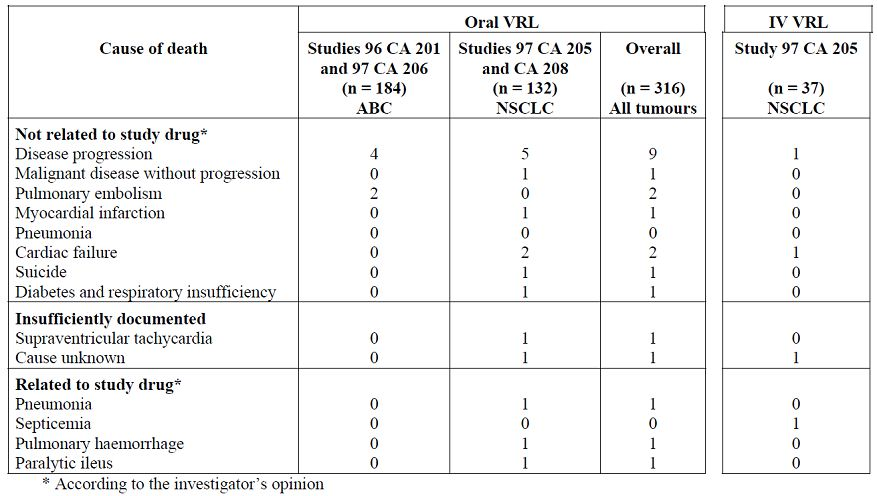 Oral VRL IV VRL
Cause of death Studies 96 CA 201 Studies 97 CA 205 Overall Study 97 CA 205
and 97 CA 206 and CA 208
(n = 184) (n = 132) (n = 316) (n = 37)
ABC NSCLC All tumours NSCLC
Not related to study drug*
Disease progression 4 5 9 1
Malignant disease without progression 0 1 1 0
Pulmonary embolism 2 0 2 0
Myocardial infarction 0 1 1 0
Pneumonia 0 0 0 0
Cardiac failure 0 2 2 1
Suicide 0 1 1 0
Diabetes and respiratory insufficiency 0 1 1 0
Insufficiently documented
Supraventricular tachycardia 0 1 1 0
Cause unknown 0 1 1 1
Related to study drug*
Pneumonia 0 1 1 0
Septicemia 0 0 0 1
Pulmonary haemorrhage 0 1 1 0
Paralytic ileus 0 1 1 0
* According to the investigator’s opinion